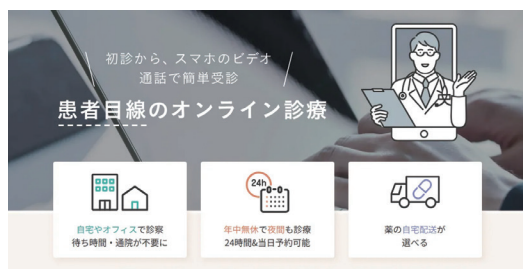 初診から、スマホのビデオ
通話で簡単受診
患者目線のオンライン診療
自宅やオフィスで診察
待ち時間・通院が不要に
24h
年中無休で夜間も診療
24時間&当日予約可能
薬の自宅配送が
選べる